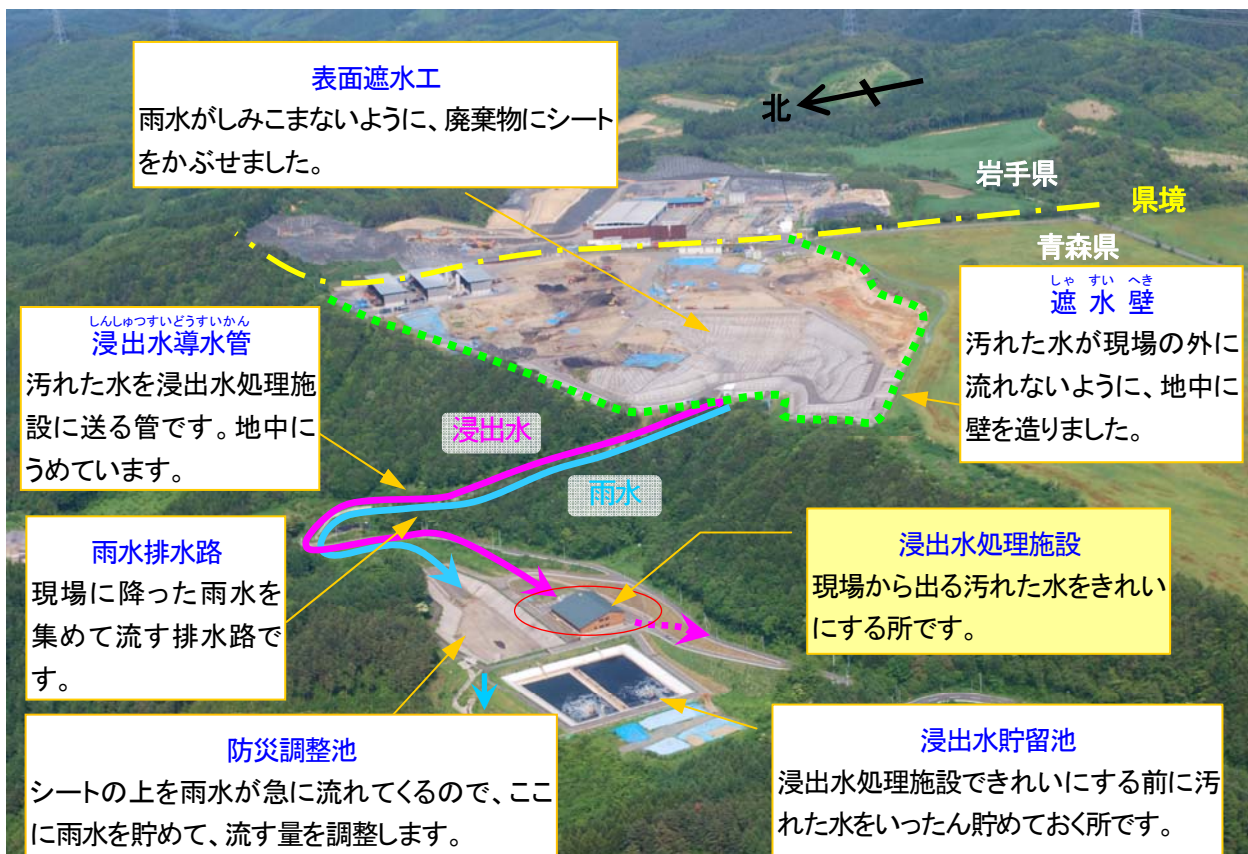 表面遮水工
雨水がしみこまないように、廃棄物にシート
をかぶせました。
北
岩手県
県境
青森県
しゃ すい へき
遮水壁
汚れた水が現場の外に
流れないように、地中に
壁を造りました。
しんしゅつすいどうすいかん
浸出水導水管
汚れた水を浸出水処理施
設に送る管です。地中に
うめています。
浸出水
雨水
雨水排水路
現場に降った雨水を
集めて流す排水路で
す。
浸出水処理施設
現場から出る汚れた水をきれい
にする所です。
防災調整池
シートの上を雨水が急に流れてくるので、ここ
に雨水を貯めて、流す量を調整します。
浸出水貯留池
浸出水処理施設できれいにする前に汚
れた水をいったん貯めておく所です。